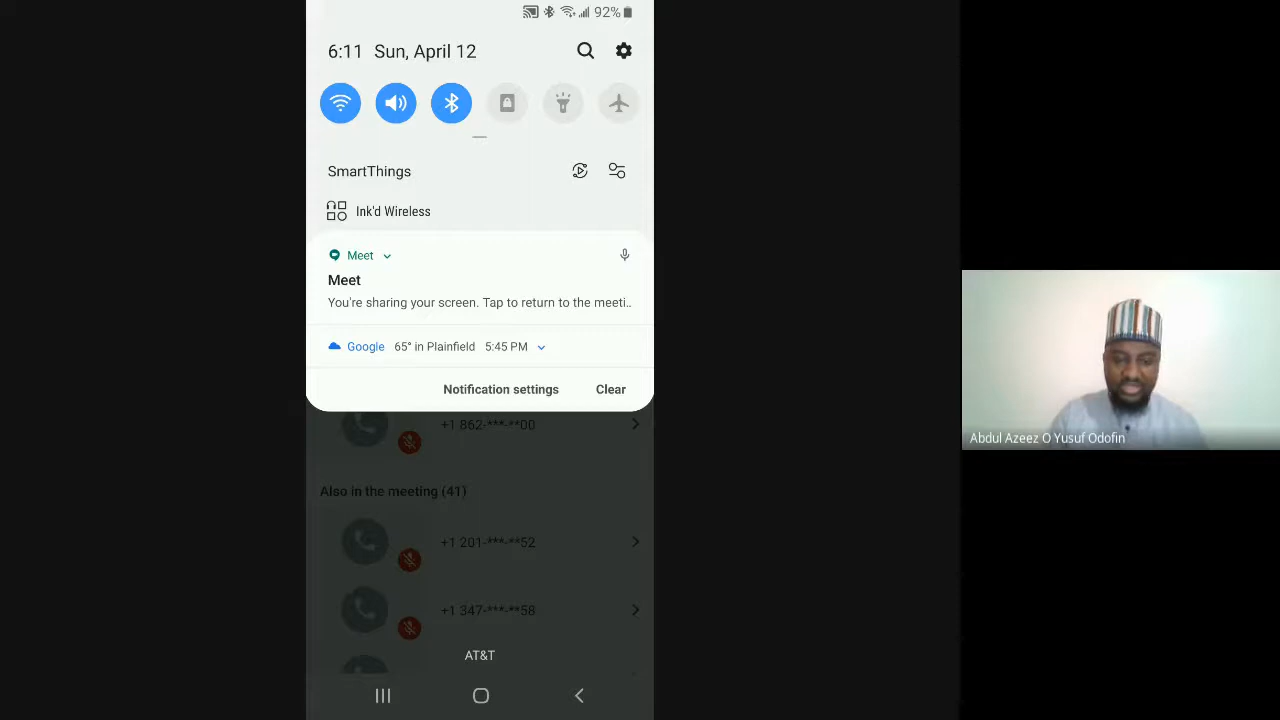 92%
6:11 Sun, April 12
SmartThings
Ink'd Wireless
Meet
Meet
You're sharing your screen. Tap to return to the meeti..
Google 65° in Plainfield 5:45 PM
Notification settings Clear
+1 862-***-**00
Also in the meeting (41)
+1 201-***-**52
+1 347-***-**58
AT&T
Abdul Azeez O Yusuf Odofin